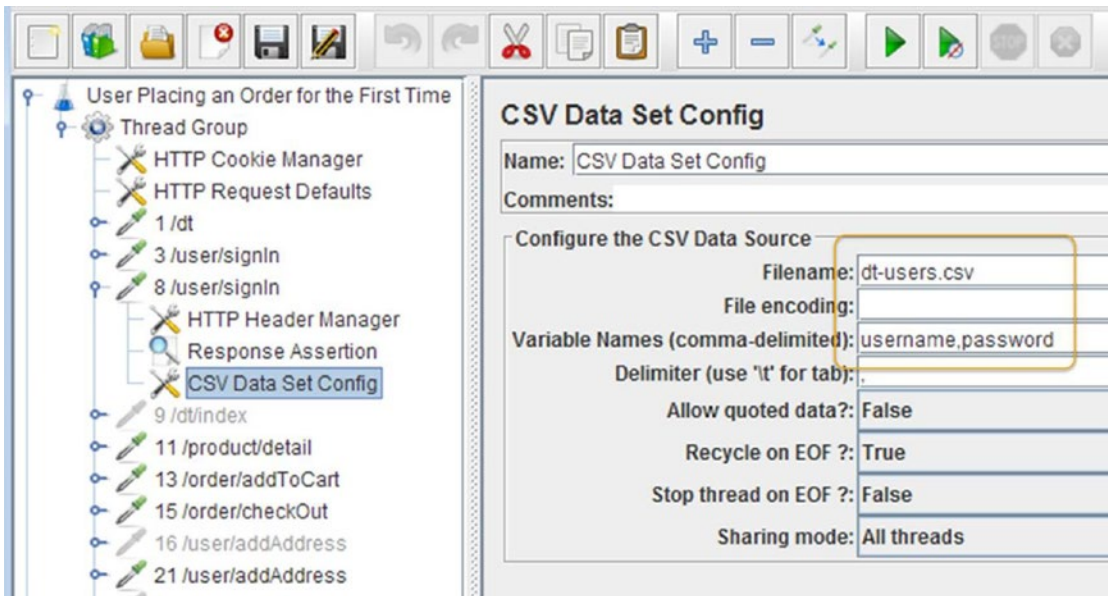 STOP
User Placing an Order for the First Time
Thread Group
HTTP Cookie Manager
HTTP Request Defaults
1 /dt
3 /user/signIn
8 /user/signIn
HTTP Header Manager
Response Assertion
CSV Data Set Config
9 /dt/index
11 /product/detail
13 /order/addToCart
15 /order/checkOut
16 /user/addAddress
21 /user/addAddress
CSV Data Set Config
Name: CSV Data Set Config
Comments:
Configure the CSV Data Source
Filename: dt-users.csv
File encoding:
Variable Names (comma-delimited): username,password
Delimiter (use '\t' for tab): ,
Allow quoted data?: False
Recycle on EOF ?: True
Stop thread on EOF ?: False
Sharing mode: All threads